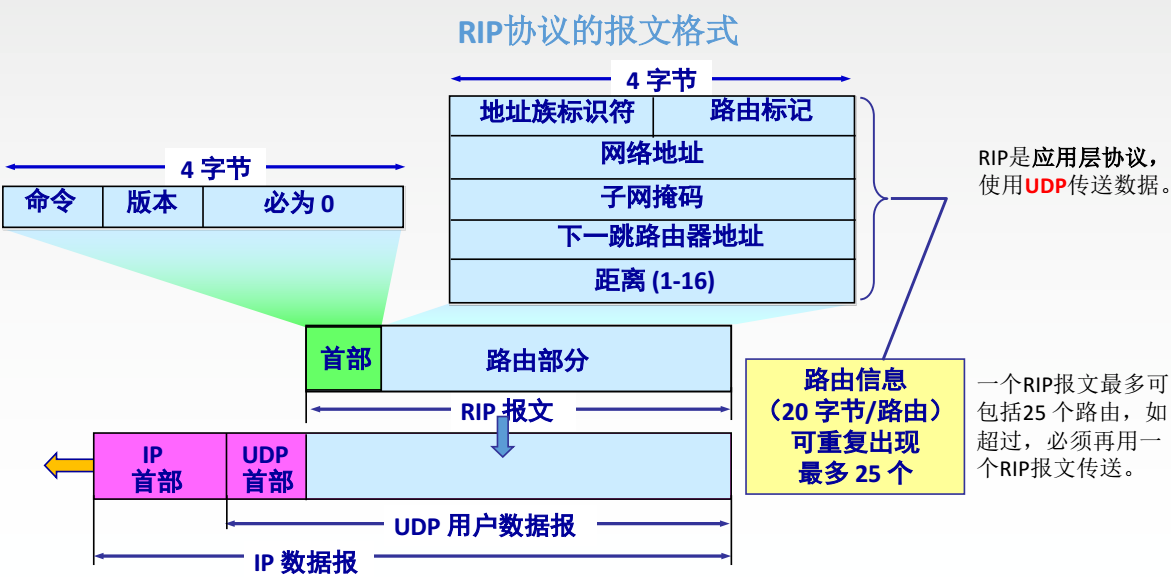 RIP协议的报文格式
4 字节
地址族标识符 路由标记
网络地址
子网掩码
下一跳路由器地址
距离 (1-16)
4 字节
命令 版本 必为 0
RIP是应用层协议，
使用UDP传送数据。
首部 路由部分
RIP 报文
路由信息
（20 字节/路由）
可重复出现
最多 25 个
一个RIP报文最多可
包括25 个路由，如
超过，必须再用一
个RIP报文传送。
IP
首部
UDP
首部
UDP 用户数据报
IP 数据报